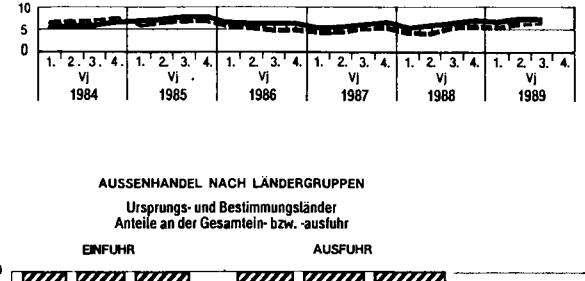 10
5
0
1. 2. 3. 4. 1. 2. 3. 4. 1. 2. 3. 4. 1. 2. 3. 4. 1. 2. 3. 4. 1. 2. 3. 4.
Vj Vj Vj Vj Vj Vj
1984 1985 1986 1987 1988 1989
AUSSENHANDEL NACH LÄNDERGRUPPEN
Ursprungs- und Bestimmungsländer
Anteile an der Gesamtein- bzw. -ausfuhr
EINFUHR AUSFUHR